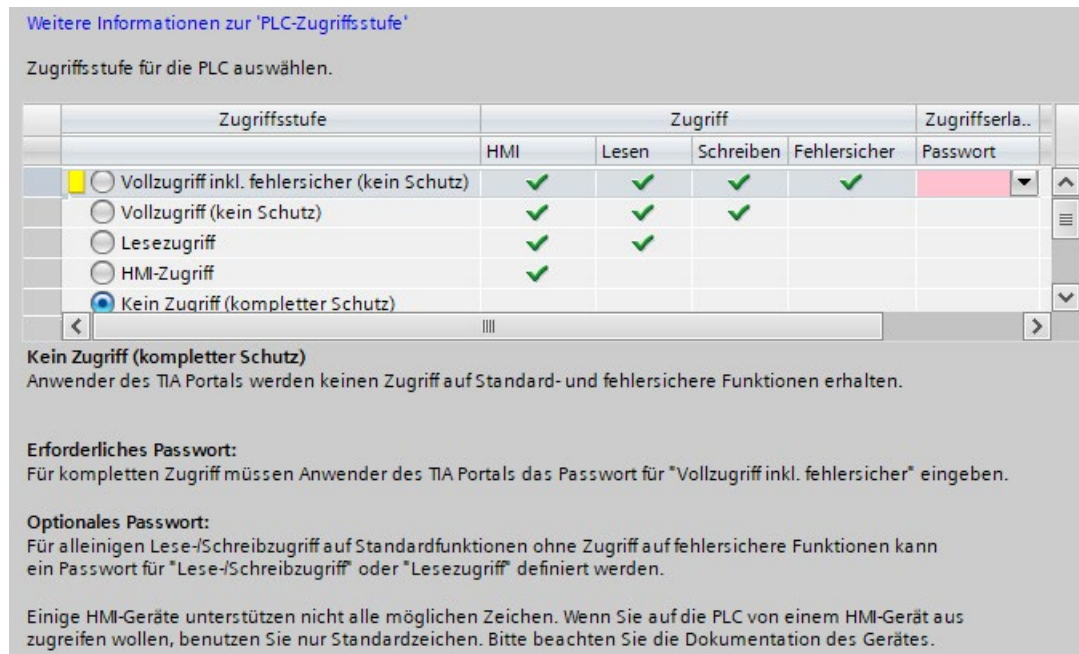 Weitere Informationen zur 'PLC-Zugriffsstufe'
Zugriffsstufe für die PLC auswählen.
Zugriffsstufe Zugriff Zugriffserla..
HMI Lesen Schreiben Fehlersicher Passwort
Vollzugriff inkl. fehlersicher (kein Schutz)
Vollzugriff (kein Schutz)
Lesezugriff
HMI-Zugriff
Kein Zugriff (kompletter Schutz)
Kein Zugriff (kompletter Schutz)
Anwender des TIA Portals werden keinen Zugriff auf Standard- und fehlersichere Funktionen erhalten.
Erforderliches Passwort:
Für kompletten Zugriff müssen Anwender des TIA Portals das Passwort für "Vollzugriff inkl. fehlersicher" eingeben.
Optionales Passwort:
Für alleinigen Lese-/Schreibzugriff auf Standardfunktionen ohne Zugriff auf fehlersichere Funktionen kann
ein Passwort für "Lese-/Schreibzugriff" oder "Lesezugriff" definiert werden.
Einige HMI-Geräte unterstützen nicht alle möglichen Zeichen. Wenn Sie auf die PLC von einem HMI-Gerät aus
zugreifen wollen, benutzen Sie nur Standardzeichen. Bitte beachten Sie die Dokumentation des Gerätes.